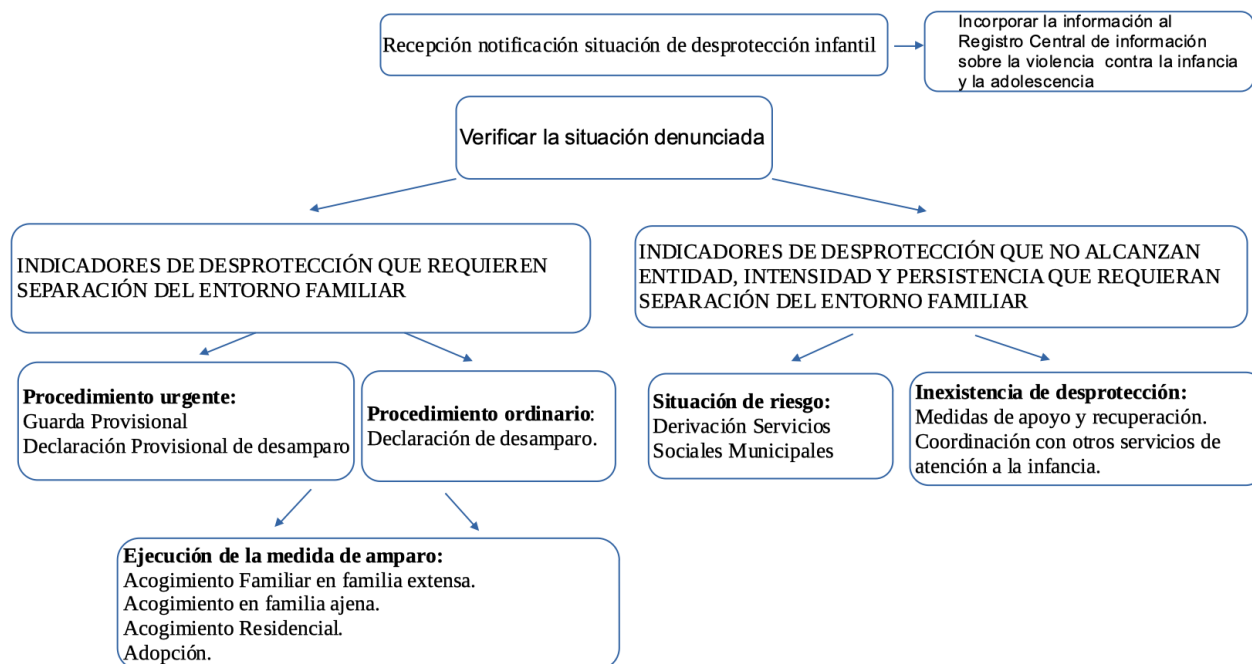 Recepción notificación situación de desprotección infantil
Incorporar la información al
Registro Central de información
sobre la violencia contra la infancia
y la adolescencia
Verificar la situación denunciada
INDICADORES DE DESPROTECCIÓN QUE REQUIEREN
SEPARACIÓN DEL ENTORNO FAMILIAR
INDICADORES DE DESPROTECCIÓN QUE NO ALCANZAN
ENTIDAD, INTENSIDAD Y PERSISTENCIA QUE REQUIERAN
SEPARACIÓN DEL ENTORNO FAMILIAR
Procedimiento urgente:
Guarda Provisional
Declaración Provisional de desamparo
Procedimiento ordinario:
Declaración de desamparo.
Situación de riesgo:
Derivación Servicios
Sociales Municipales
Inexistencia de desprotección:
Medidas de apoyo y recuperación.
Coordinación con otros servicios de
atención a la infancia.
Ejecución de la medida de amparo:
Acogimiento Familiar en familia extensa.
Acogimiento en familia ajena.
Acogimiento Residencial.
Adopción.